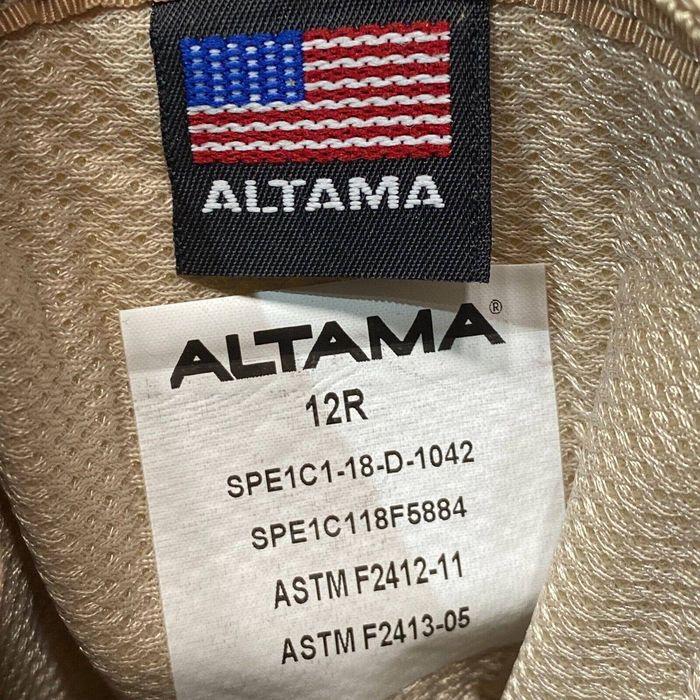 ALTAMA
ALTAMA®
12R
SPE1C1-18-D-1042
SPE1C118F5884
ASTM F2412-11
ASTM F2413-05